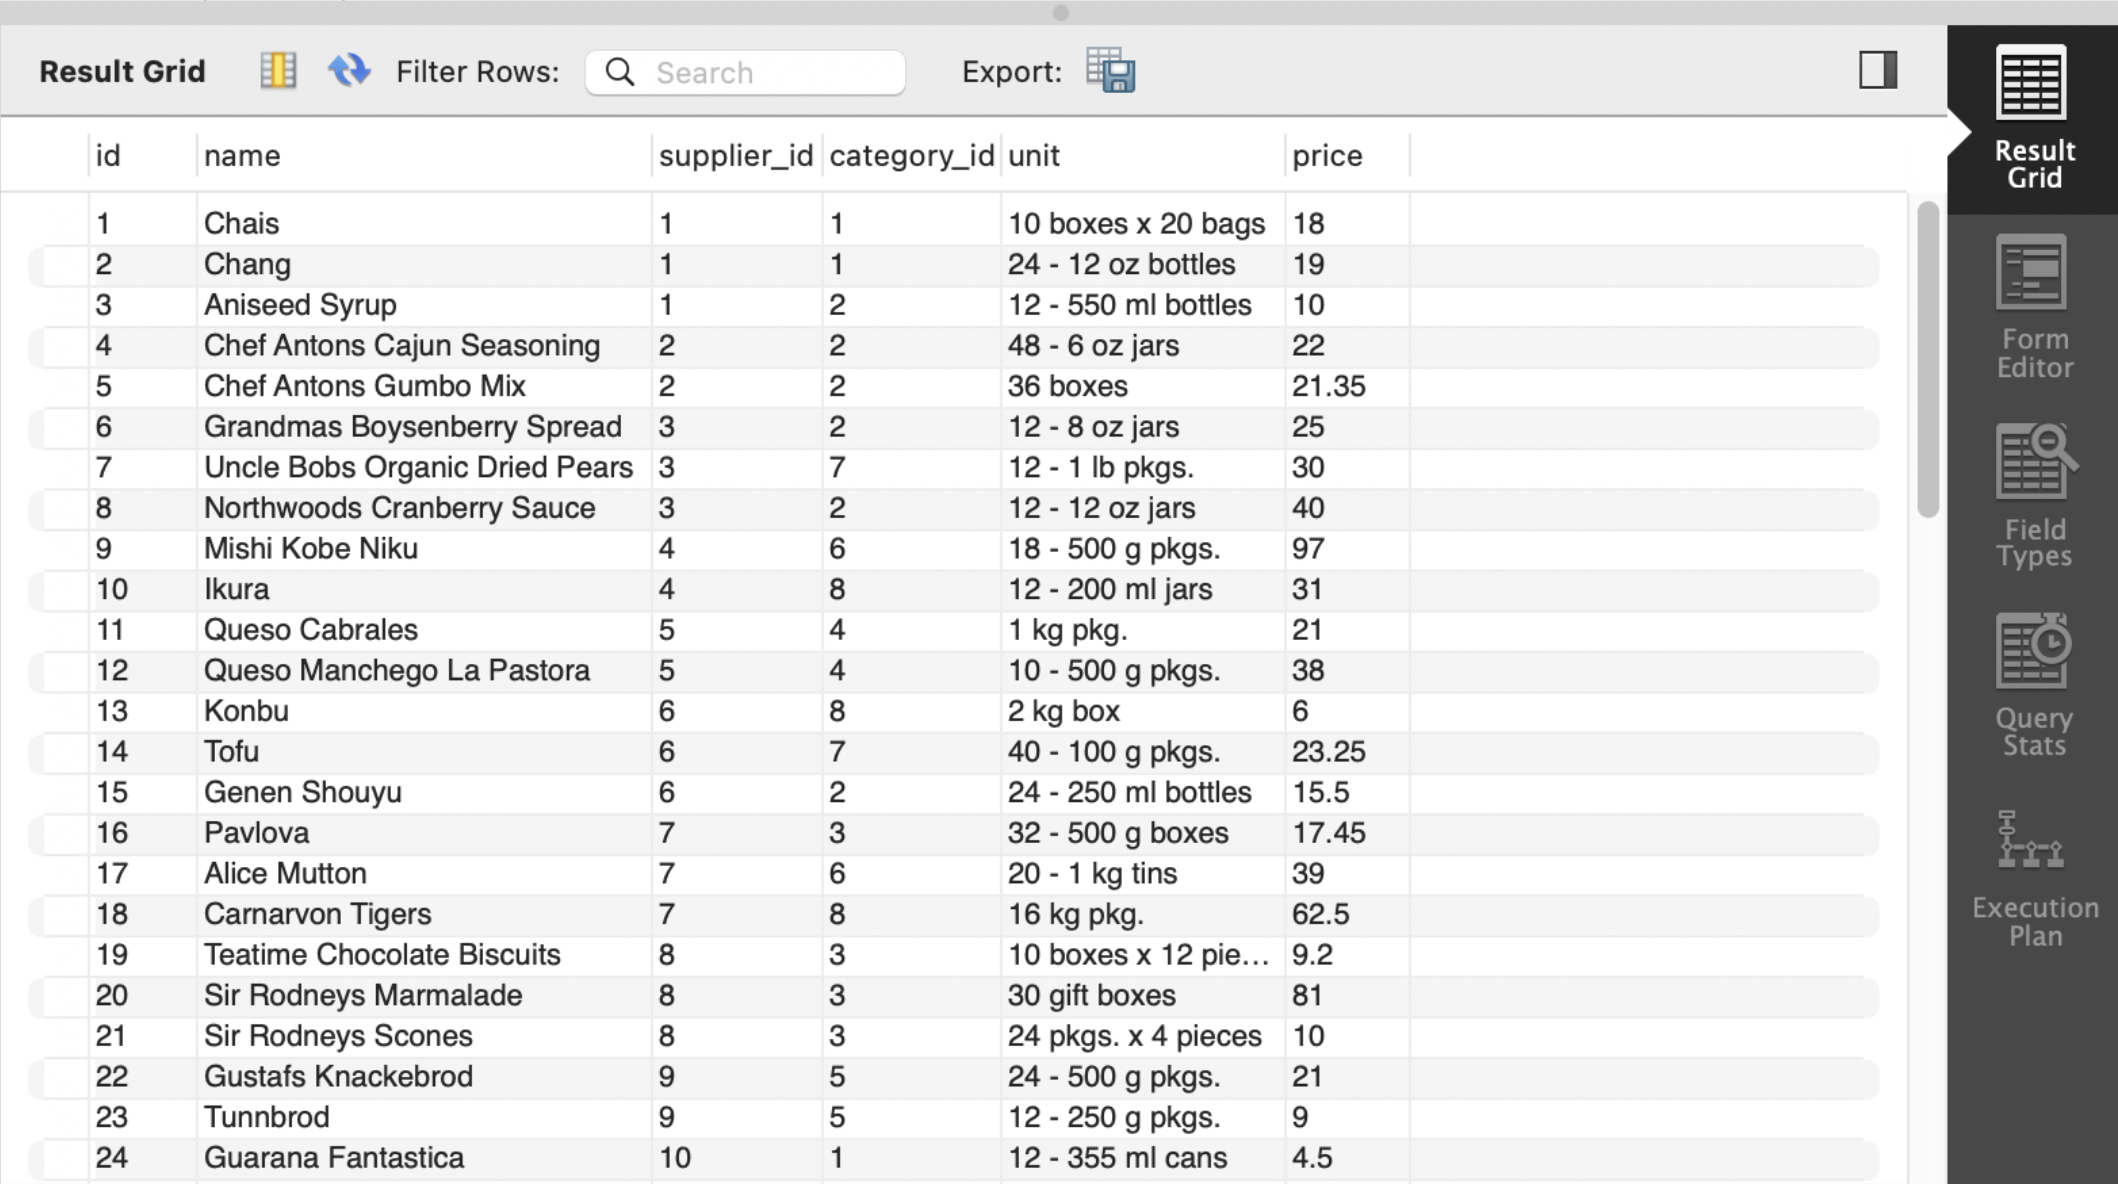 Result Grid Filter Rows: Search Export:
id name supplier_id category_id unit price
1 Chais 1 1 10 boxes x 20 bags 18
2 Chang 1 1 24 - 12 oz bottles 19
3 Aniseed Syrup 1 2 12 - 550 ml bottles 10
4 Chef Antons Cajun Seasoning 2 2 48 - 6 oz jars 22
5 Chef Antons Gumbo Mix 2 2 36 boxes 21.35
6 Grandmas Boysenberry Spread 3 2 12 - 8 oz jars 25
7 Uncle Bobs Organic Dried Pears 3 7 12 - 1 lb pkgs. 30
8 Northwoods Cranberry Sauce 3 2 12 - 12 oz jars 40
9 Mishi Kobe Niku 4 6 18 - 500 g pkgs. 97
10 Ikura 4 8 12 - 200 ml jars 31
11 Queso Cabrales 5 4 1 kg pkg. 21
12 Queso Manchego La Pastora 5 4 10 - 500 g pkgs. 38
13 Konbu 6 8 2 kg box 6
14 Tofu 6 7 40 - 100 g pkgs. 23.25
15 Genen Shouyu 6 2 24 - 250 ml bottles 15.5
16 Pavlova 7 3 32 - 500 g boxes 17.45
17 Alice Mutton 7 6 20 - 1 kg tins 39
18 Carnarvon Tigers 7 8 16 kg pkg. 62.5
19 Teatime Chocolate Biscuits 8 3 10 boxes x 12 pie... 9.2
20 Sir Rodneys Marmalade 8 3 30 gift boxes 81
21 Sir Rodneys Scones 8 3 24 pkgs. x 4 pieces 10
22 Gustafs Knackebrod 9 5 24 - 500 g pkgs. 21
23 Tunnbrod 9 5 12 - 250 g pkgs. 9
24 Guarana Fantastica 10 1 12 - 355 ml cans 4.5
Result
Grid
Form
Editor
Field
Types
Query
Stats
Execution
Plan